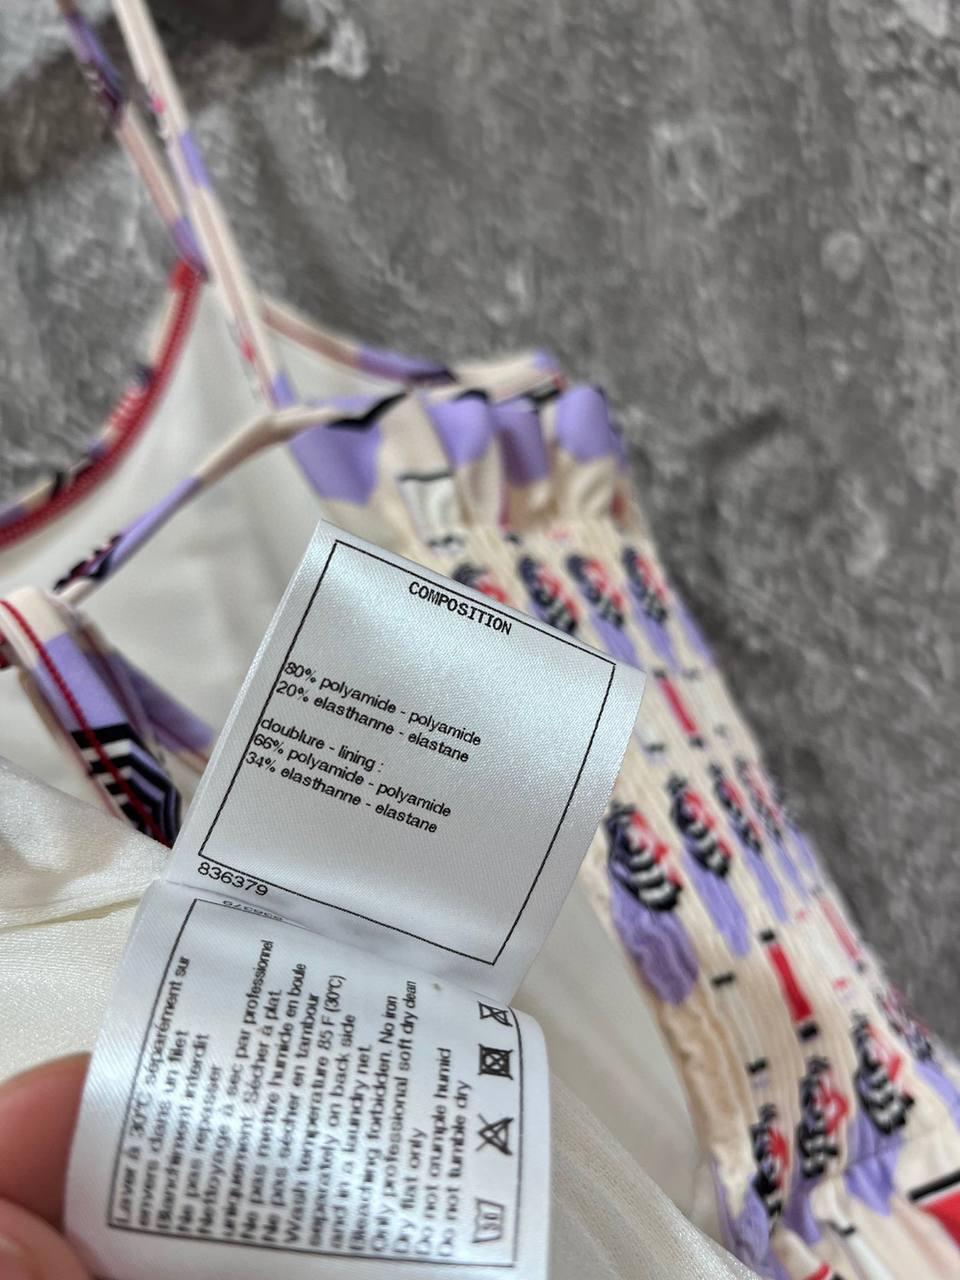 COMPOSITION
80% polyamide - polyamide
20% elasthanne - elastane
doublure - lining :
66% polyamide - polyamide
34% elasthanne - elastane
836379
Laver à 30°C séparément sur
envers dans un filet
Blanchiment interdit
Ne pas repasser
Nettoyage à sec par professionnel
uniquement. Sécher à plat.
Ne pas mettre humide en boule
Ne pas sécher en tambour
Wash temperature 85 F (30°C)
separately on back side
and in a laundry net.
Bleaching forbidden. No iron
Only professional soft dry clean
Dry flat only
Do not crumple humid
Do not tumble dry
30